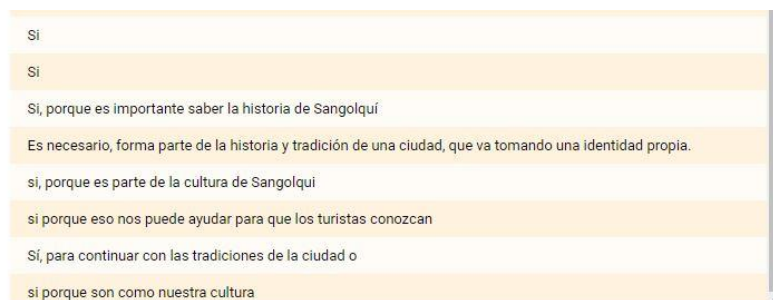 Si
Si
Si, porque es importante saber la historia de Sangolquí
Es necesario, forma parte de la historia y tradición de una ciudad, que va tomando una identidad propia.
si, porque es parte de la cultura de Sangolqui
si porque eso nos puede ayudar para que los turistas conozcan
Sí, para continuar con las tradiciones de la ciudad o
si porque son como nuestra cultura